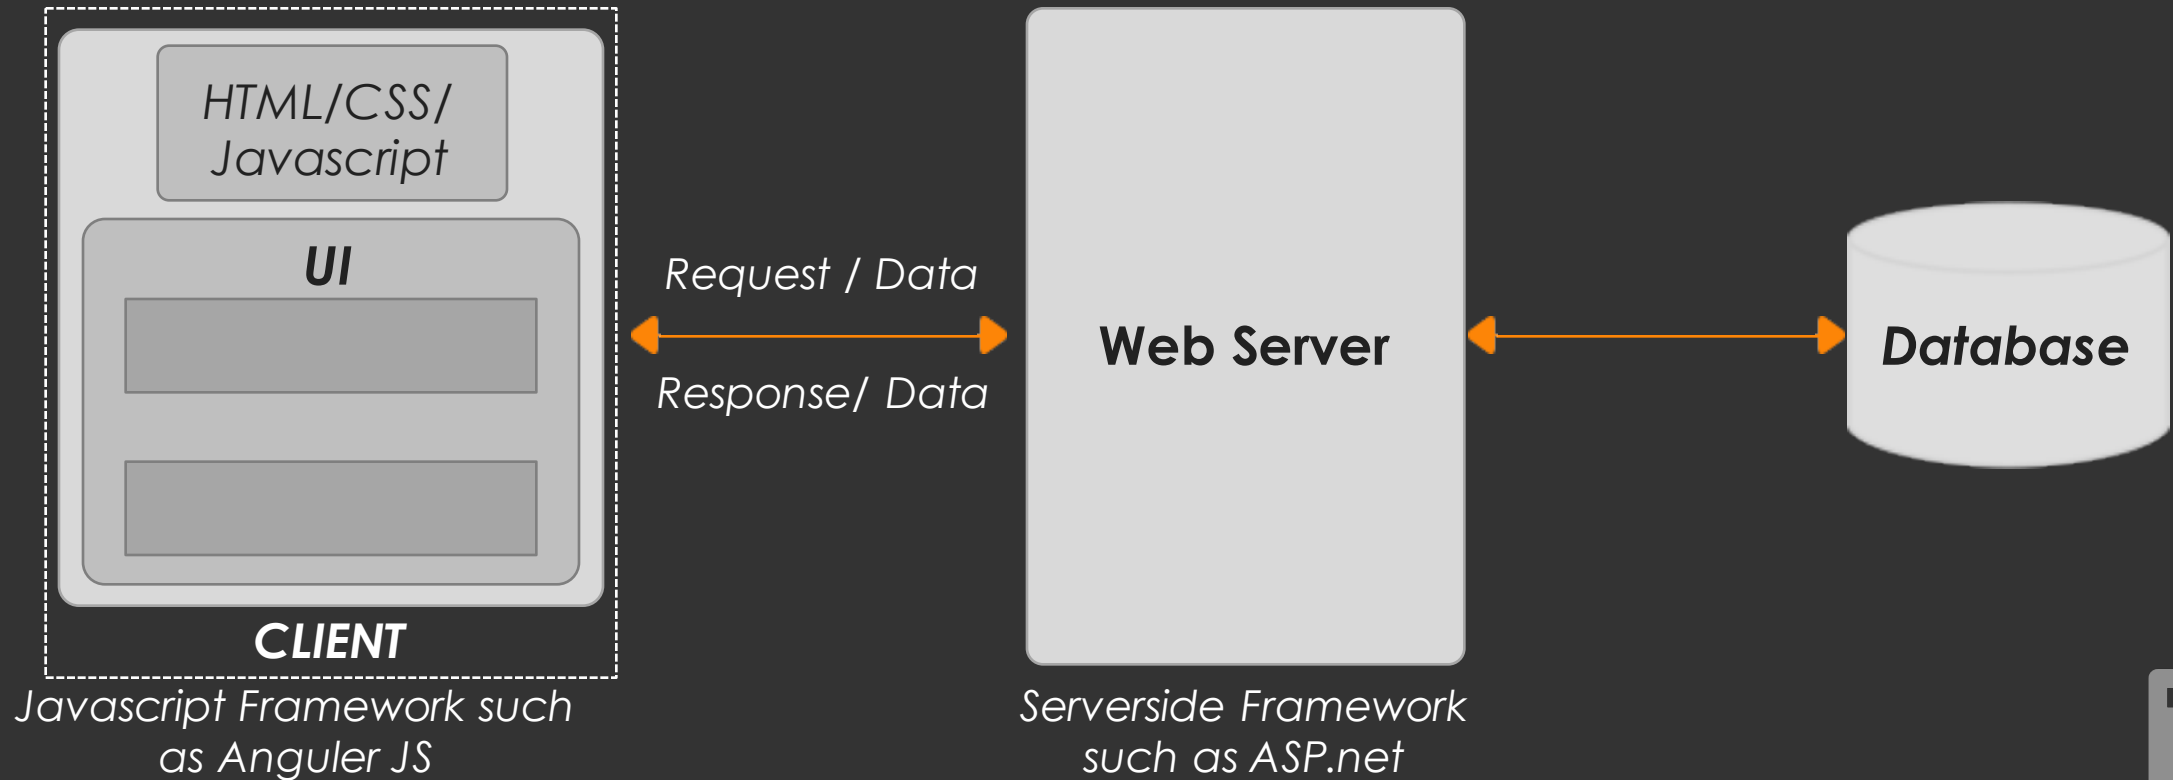 HTML/CSS/
Javascript
UI
CLIENT
Javascript Framework such
as Anguler JS
Request / Data
Response/ Data
Web Server
Serverside Framework
such as ASP.net
Database